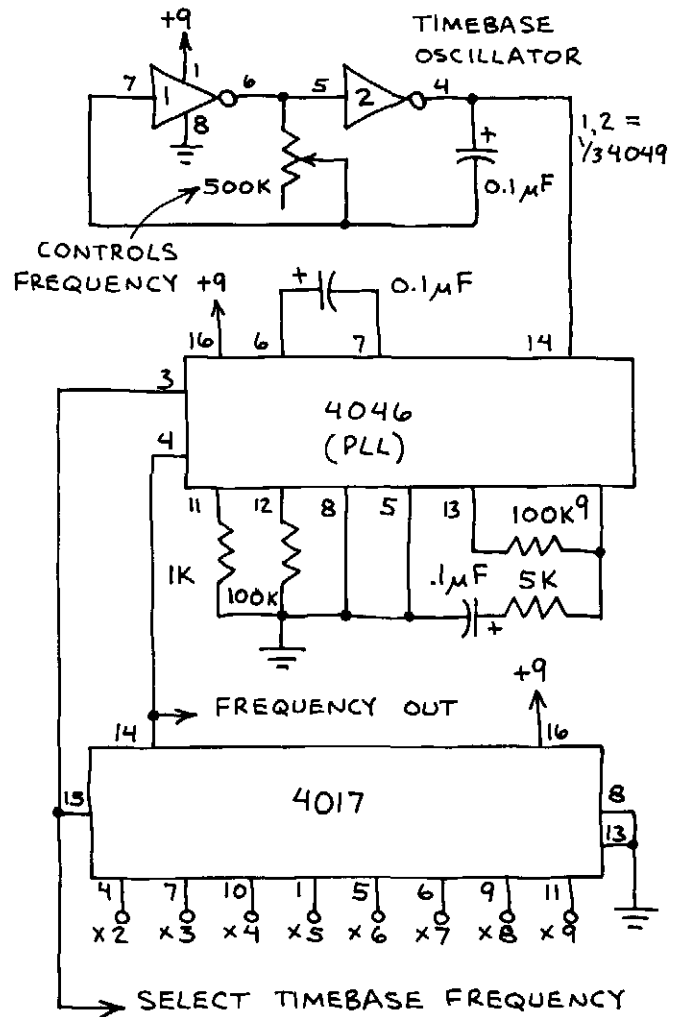 +9
TIMEBASE
OSCILLATOR
7 1 1 6 5 2 4
8
1,2 =
1/3 4049
+
500K
0.1µF
CONTROLS
FREQUENCY
+9
+ 0.1µF
16 6 7 14
3
4046
4
(PLL)
11 12 8 5 13 9
100K
1K
.1µF 5K
100K
+
+9
FREQUENCY OUT
14 16
15 4017 8
13
4 7 10 1 5 6 9 11
x2 x3 x4 x5 x6 x7 x8 x9
SELECT TIMEBASE FREQUENCY